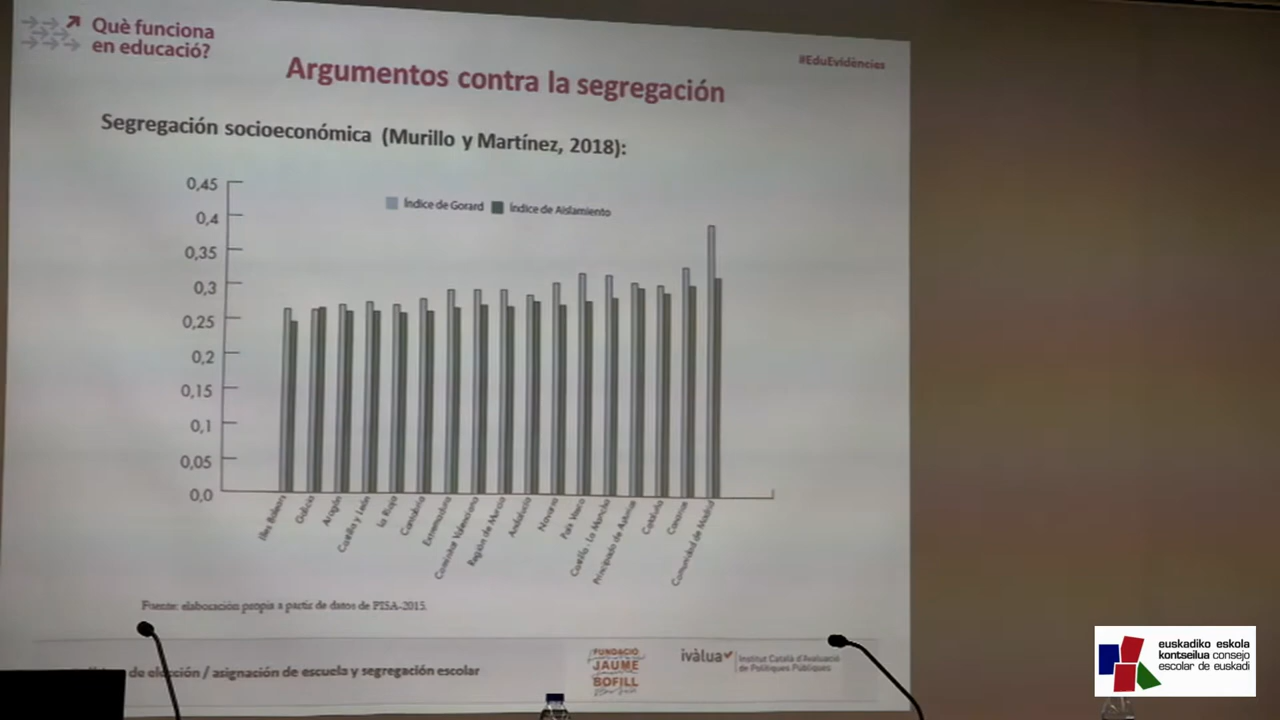 Què funciona
en educació?
#EduEvidències
Argumentos contra la segregación
Segregación socioeconómica (Murillo y Martínez, 2018):
0,45
0,4
0,35
0,3
0,25
0,2
0,15
0,1
0,05
0,0
Índice de Gorard
Índice de Aislamiento
Illes Balears
Galicia
Aragón
Castilla y León
La Rioja
Cantabria
Extremadura
Comunitat Valenciana
Región de Murcia
Andalucía
Navarra
País Vasco
Castilla - La Mancha
Principado de Asturias
Cataluña
Canarias
Comunidad de Madrid
Fuente: elaboración propia a partir de datos de PISA-2015.
de elección / asignación de escuela y segregación escolar
FUNDACIÓ
JAUME
BOFILL
ivàlua
Institut Català d'Avaluació
de Polítiques Públiques
euskadiko eskola
kontseilua consejo
escolar de euskadi